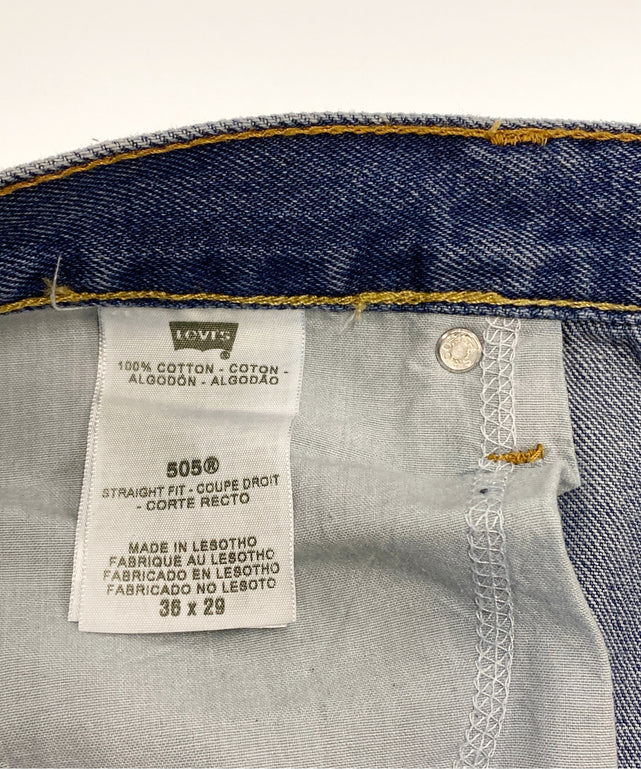 LEVI'S®
100% COTTON - COTON -
ALGODÓN - ALGODÃO
505®
STRAIGHT FIT - COUPE DROIT
- CORTE RECTO
MADE IN LESOTHO
FABRIQUE AU LESOTHO
FABRICADO EN LESOTHO
FABRICADO NO LESOTO
36 x 29